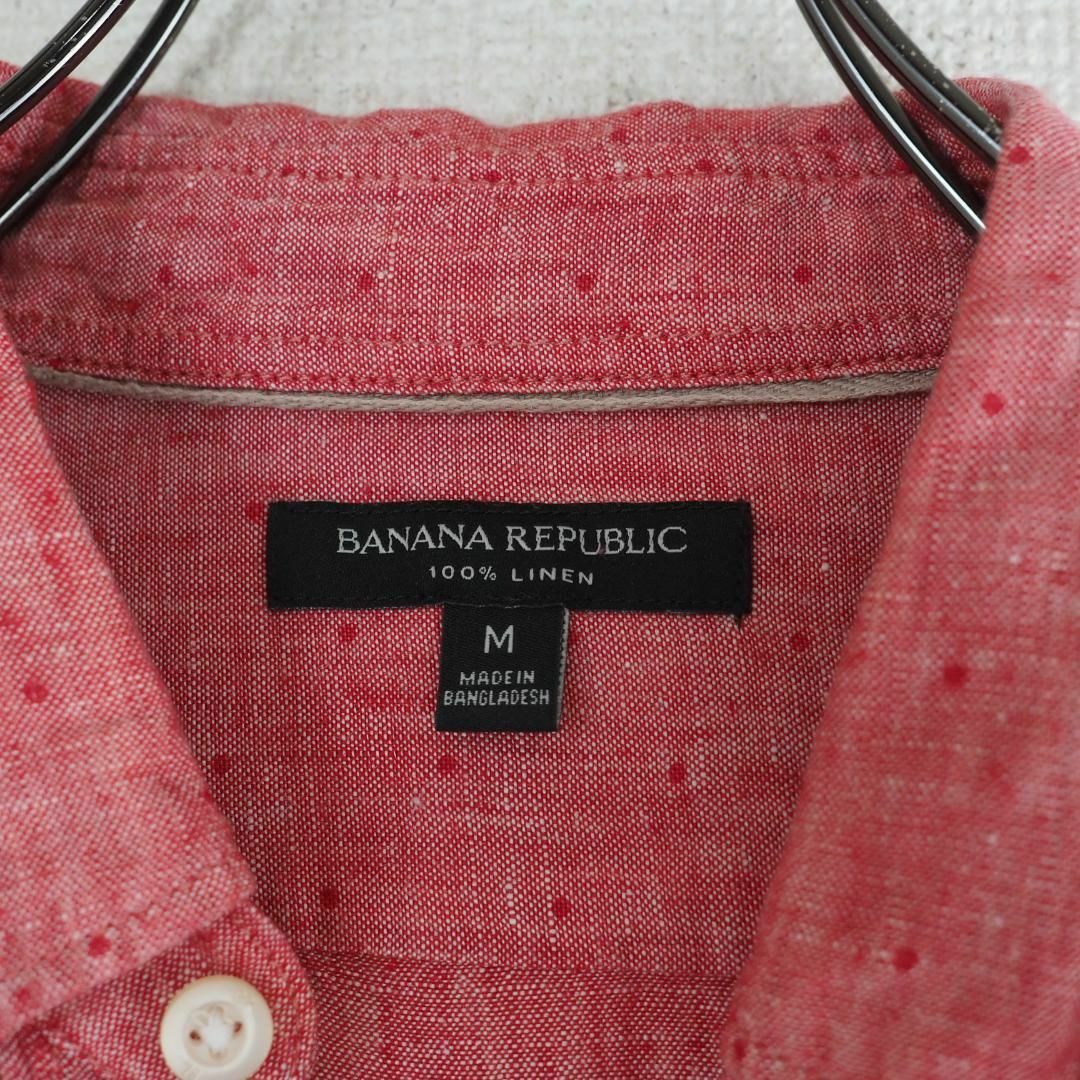 BANANA REPUBLIC
100% LINEN
M
MADE IN
BANGLADESH